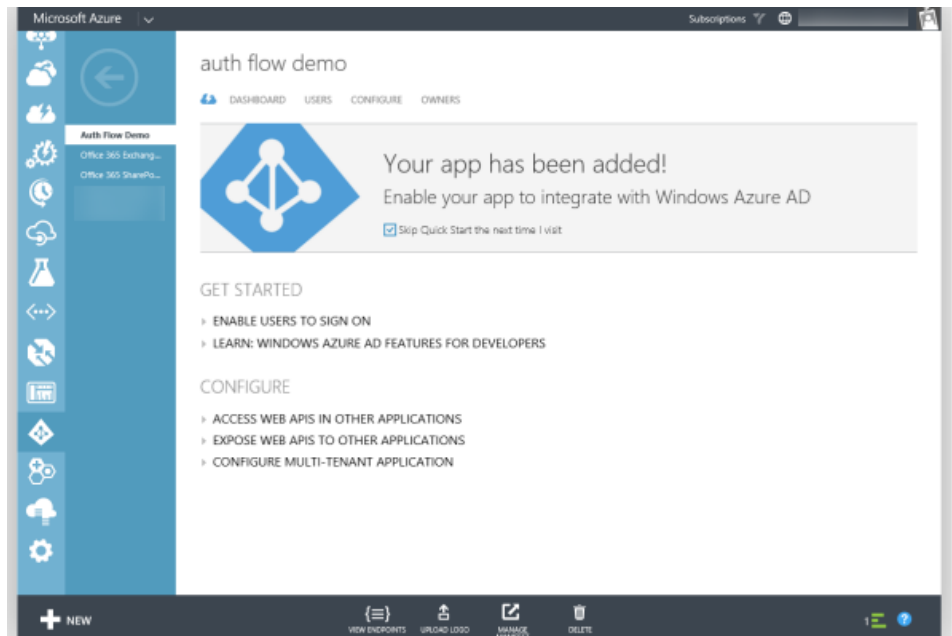 Microsoft Azure
Subscriptions
auth flow demo
DASHBOARD USERS CONFIGURE OWNERS
Auth Flow Demo
Office 365 Exchang...
Office 365 SharePo...
Your app has been added!
Enable your app to integrate with Windows Azure AD
Skip Quick Start the next time I visit
GET STARTED
ENABLE USERS TO SIGN ON
LEARN: WINDOWS AZURE AD FEATURES FOR DEVELOPERS
CONFIGURE
ACCESS WEB APIS IN OTHER APPLICATIONS
EXPOSE WEB APIS TO OTHER APPLICATIONS
CONFIGURE MULTI-TENANT APPLICATION
NEW
VIEW ENDPOINTS UPLOAD LOGO MANAGE DELETE
1